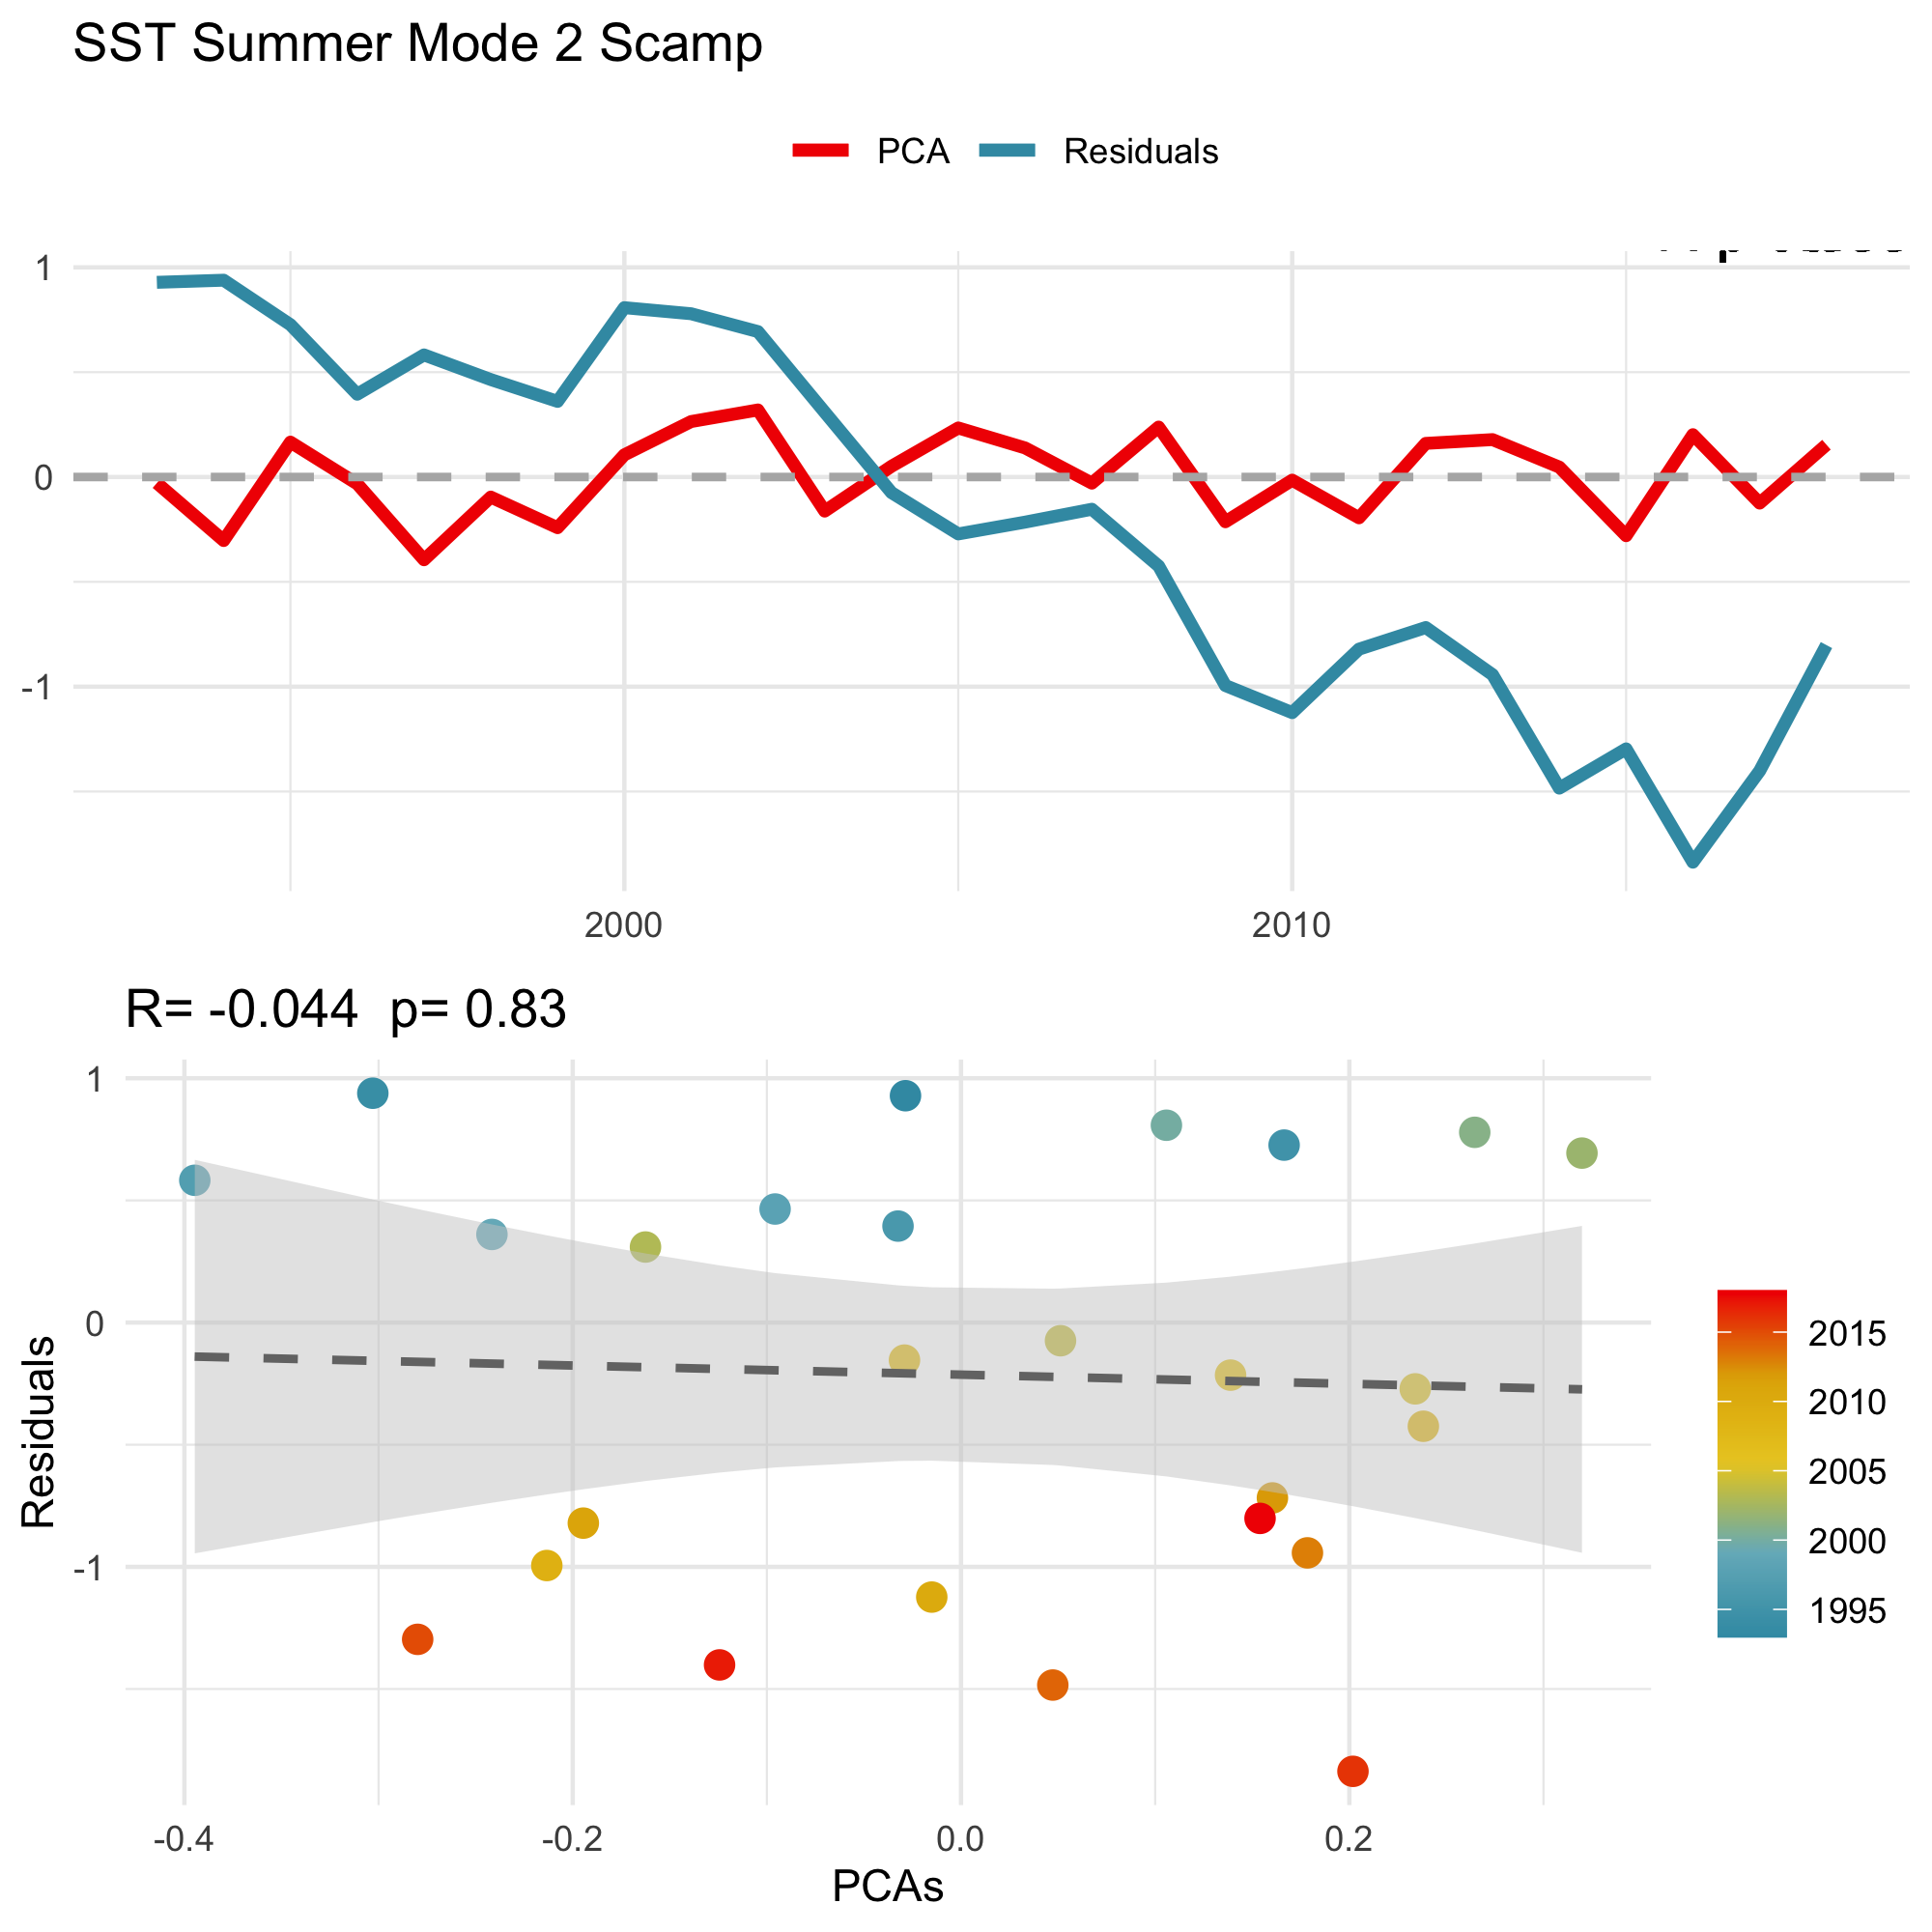 SST Summer Mode 2 Scamp
PCA Residuals
1
0
-1
2000 2010
R= -0.044 p= 0.83
1
0
-1
Residuals
-0.4 -0.2 0.0 0.2
PCAs
2015
2010
2005
2000
1995